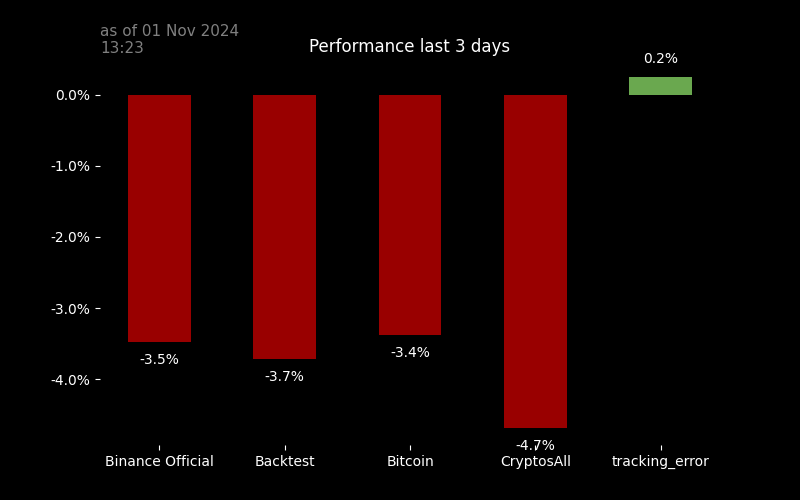 as of 01 Nov 2024
13:23
Performance last 3 days
0.2%
0.0%
-1.0%
-2.0%
-3.0%
-4.0%
-3.5%
-3.7%
-3.4%
-4.7%
Binance Official
Backtest
Bitcoin
CryptosAll
tracking_error